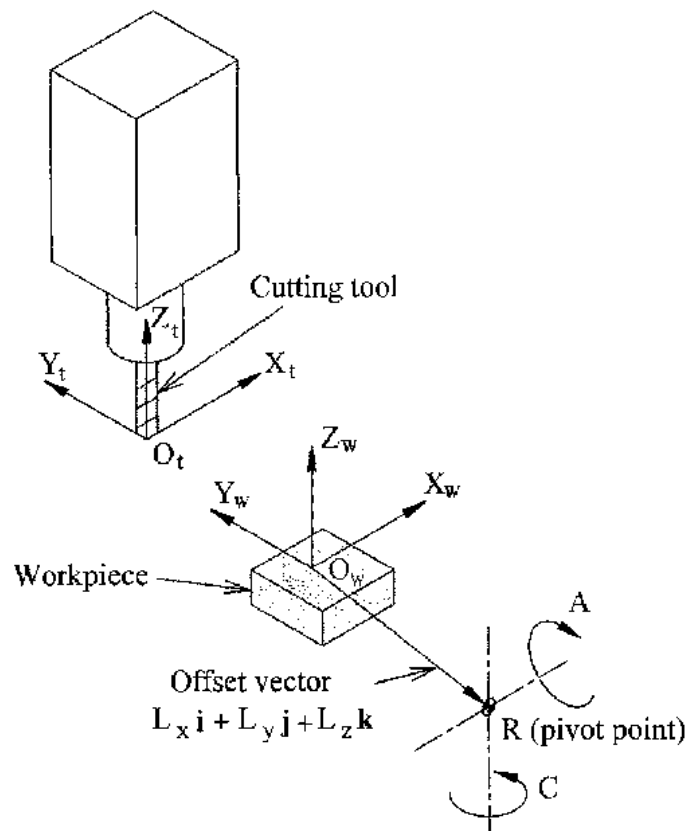 Cutting tool
Z_t
Y_t
X_t
O_t
Z_w
Y_w
X_w
O_w
Workpiece
A
Offset vector
L_x i + L_y j + L_z k
R (pivot point)
C